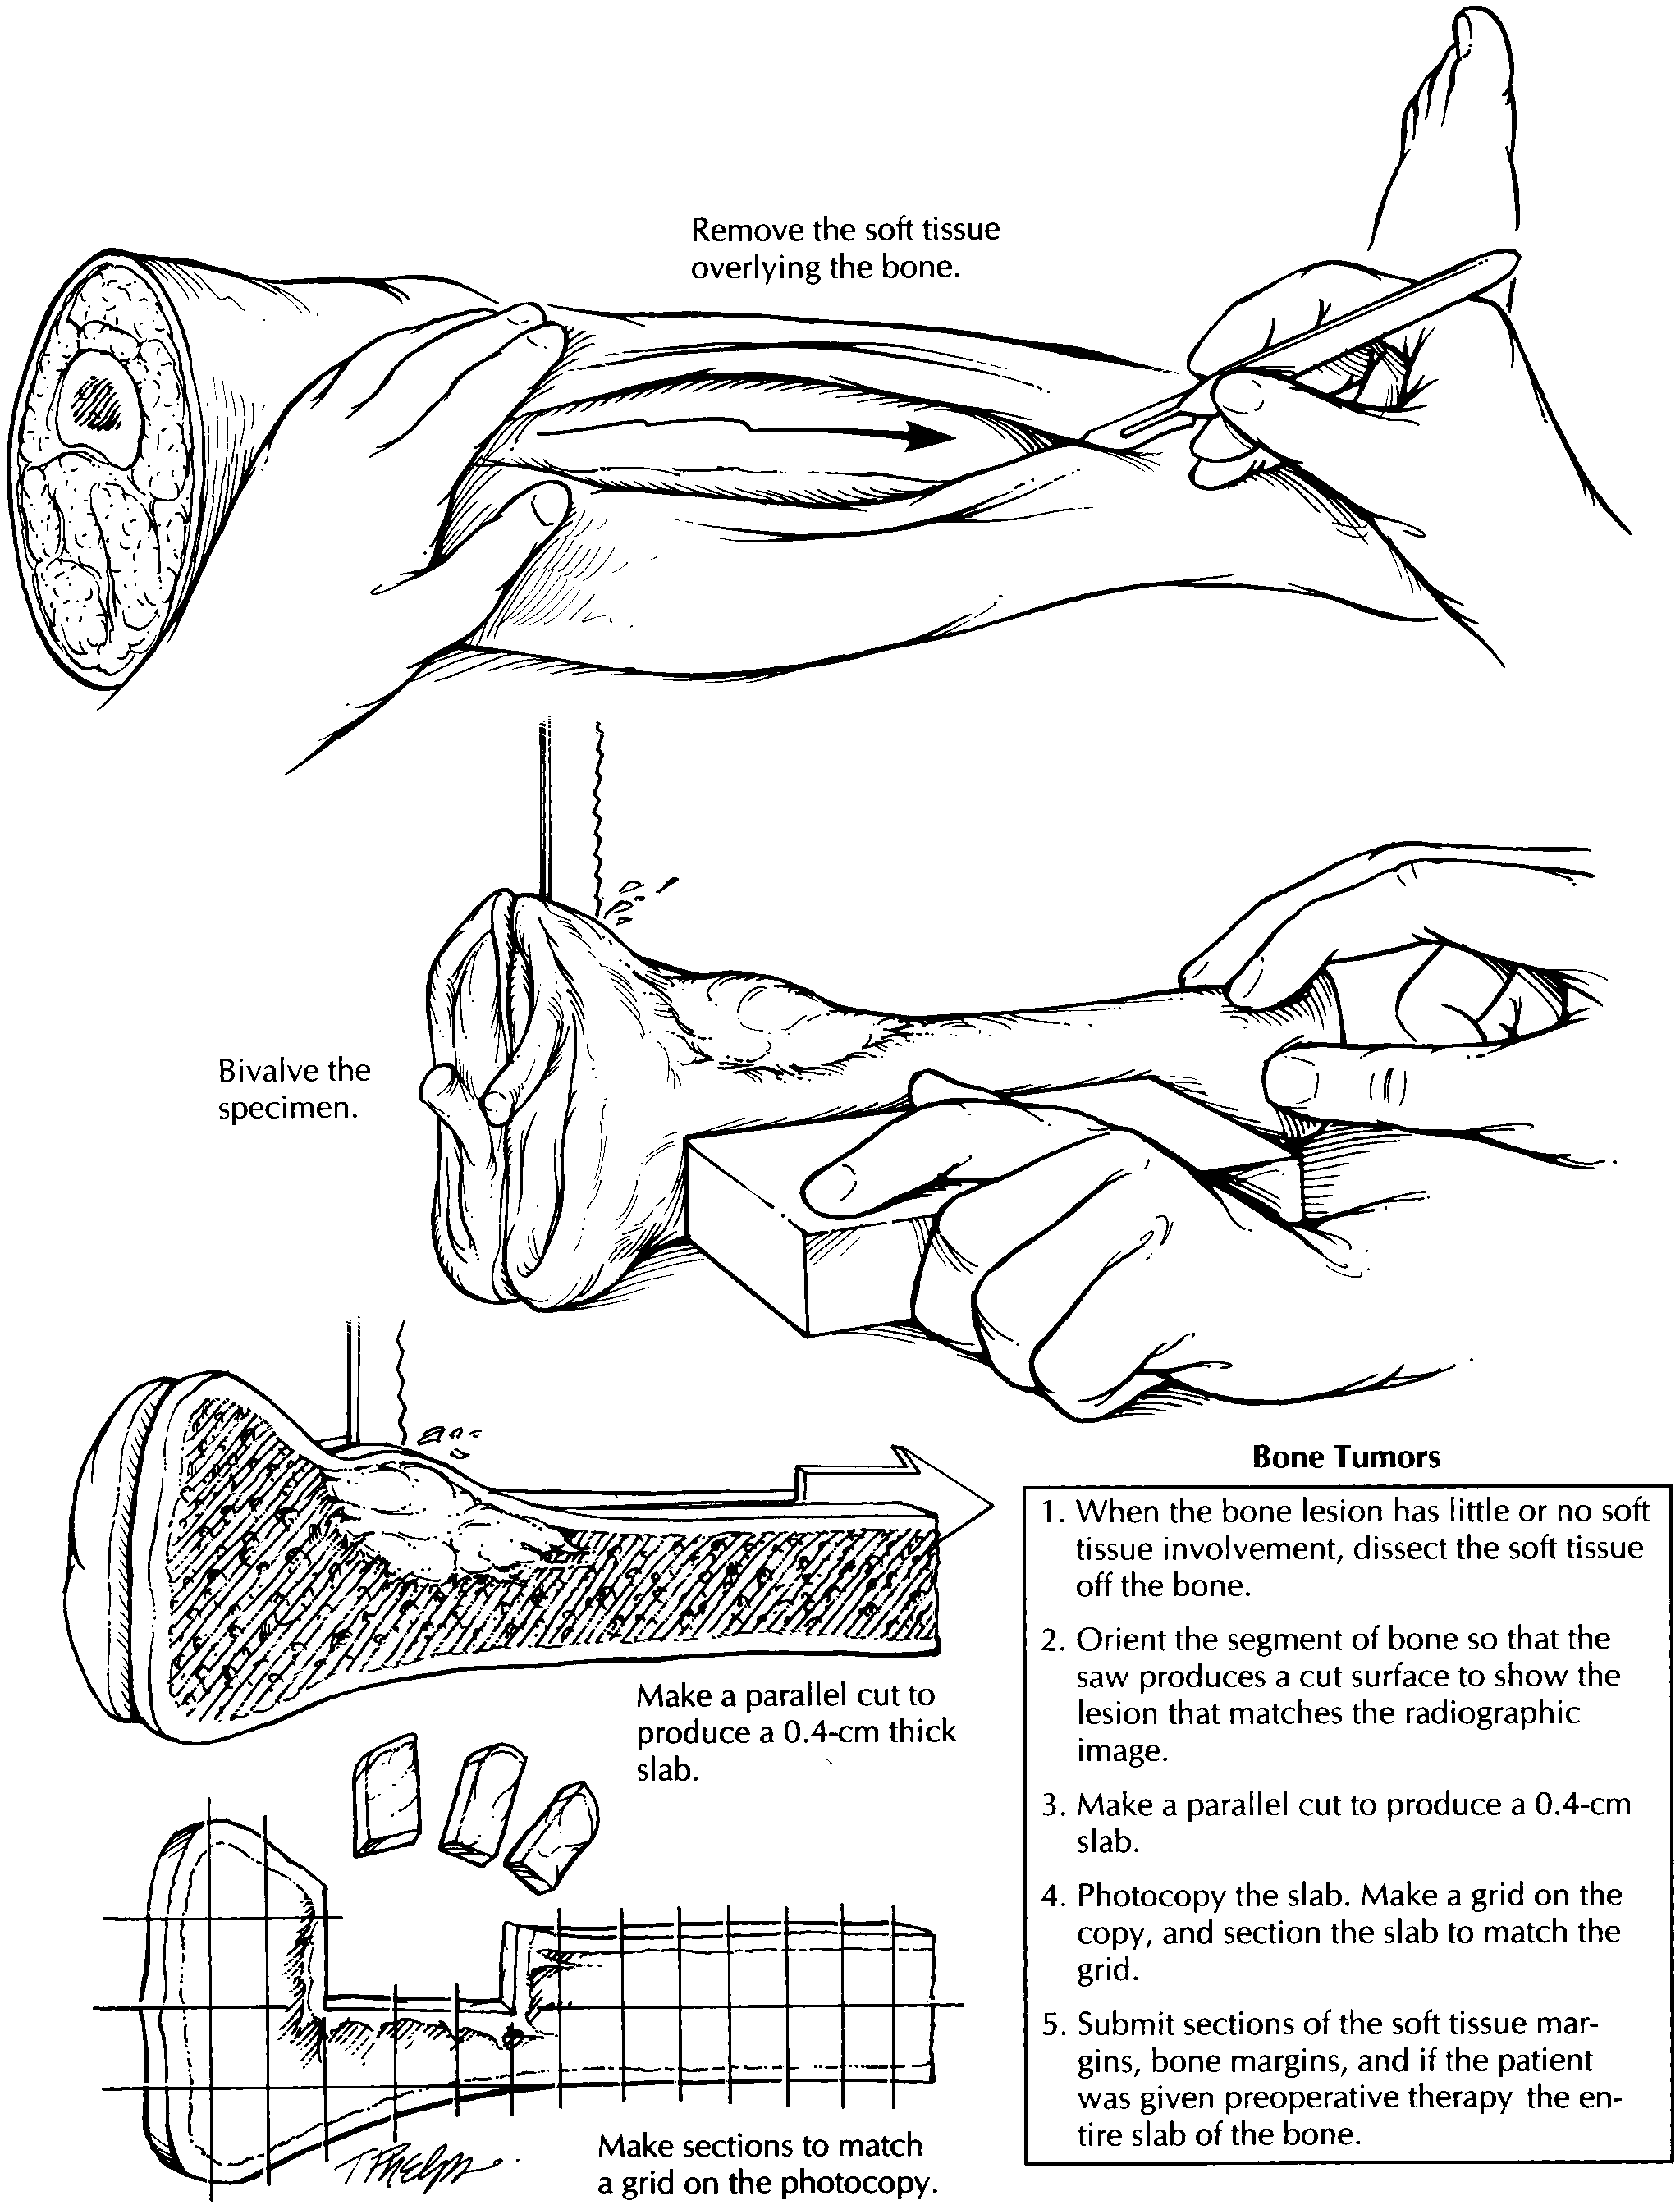 Remove the soft tissue
overlying the bone.
Bivalve the
specimen.
Make a parallel cut to
produce a 0.4-cm thick
slab.
Make sections to match
a grid on the photocopy.
T Phelps
Bone Tumors
1. When the bone lesion has little or no soft
tissue involvement, dissect the soft tissue
off the bone.
2. Orient the segment of bone so that the
saw produces a cut surface to show the
lesion that matches the radiographic
image.
3. Make a parallel cut to produce a 0.4-cm
slab.
4. Photocopy the slab. Make a grid on the
copy, and section the slab to match the
grid.
5. Submit sections of the soft tissue mar-
gins, bone margins, and if the patient
was given preoperative therapy the en-
tire slab of the bone.